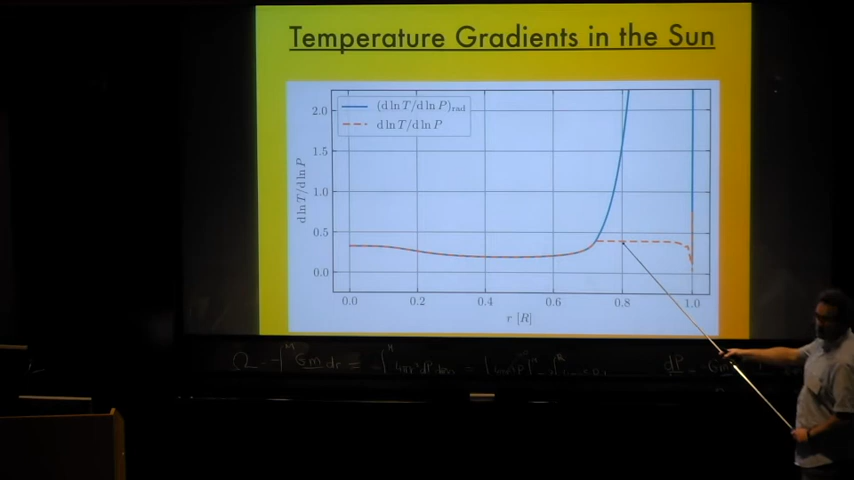 Temperature Gradients in the Sun
(d ln T/d ln P)rad
d ln T/d ln P
d ln T/d ln P
2.0
1.5
1.0
0.5
0.0
0.0 0.2 0.4 0.6 0.8 1.0
r [R]